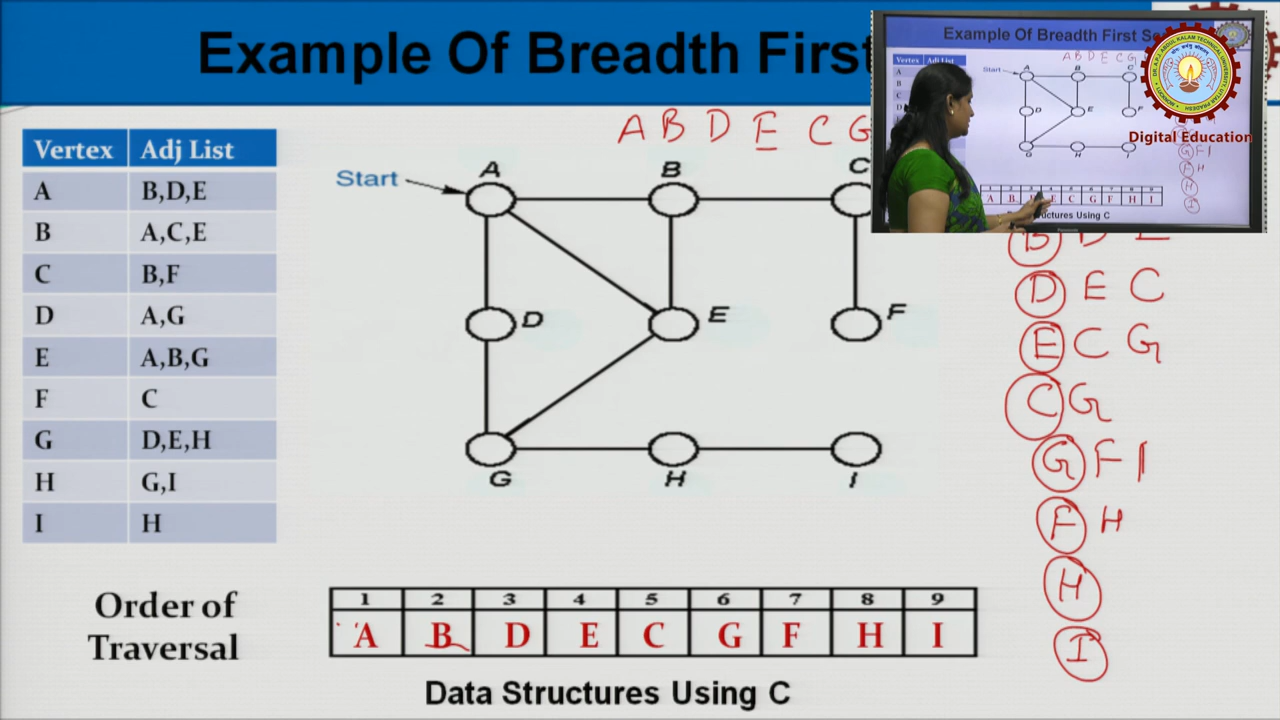 Example Of Breadth First
Example Of Breadth First Se
A B D E C G
A B D E C G
Vertex Adj List
A B,D,E
B A,C,E
C B,F
D A,G
E A,B,G
F C
G D,E,H
H G,I
I H
Start
A B C
D E F
G H I
Digital Education
B D E
D E C
E C G
C G
G F I
F H
H
I
Order of
Traversal
1 2 3 4 5 6 7 8 9
A B D E C G F H I
Data Structures Using C